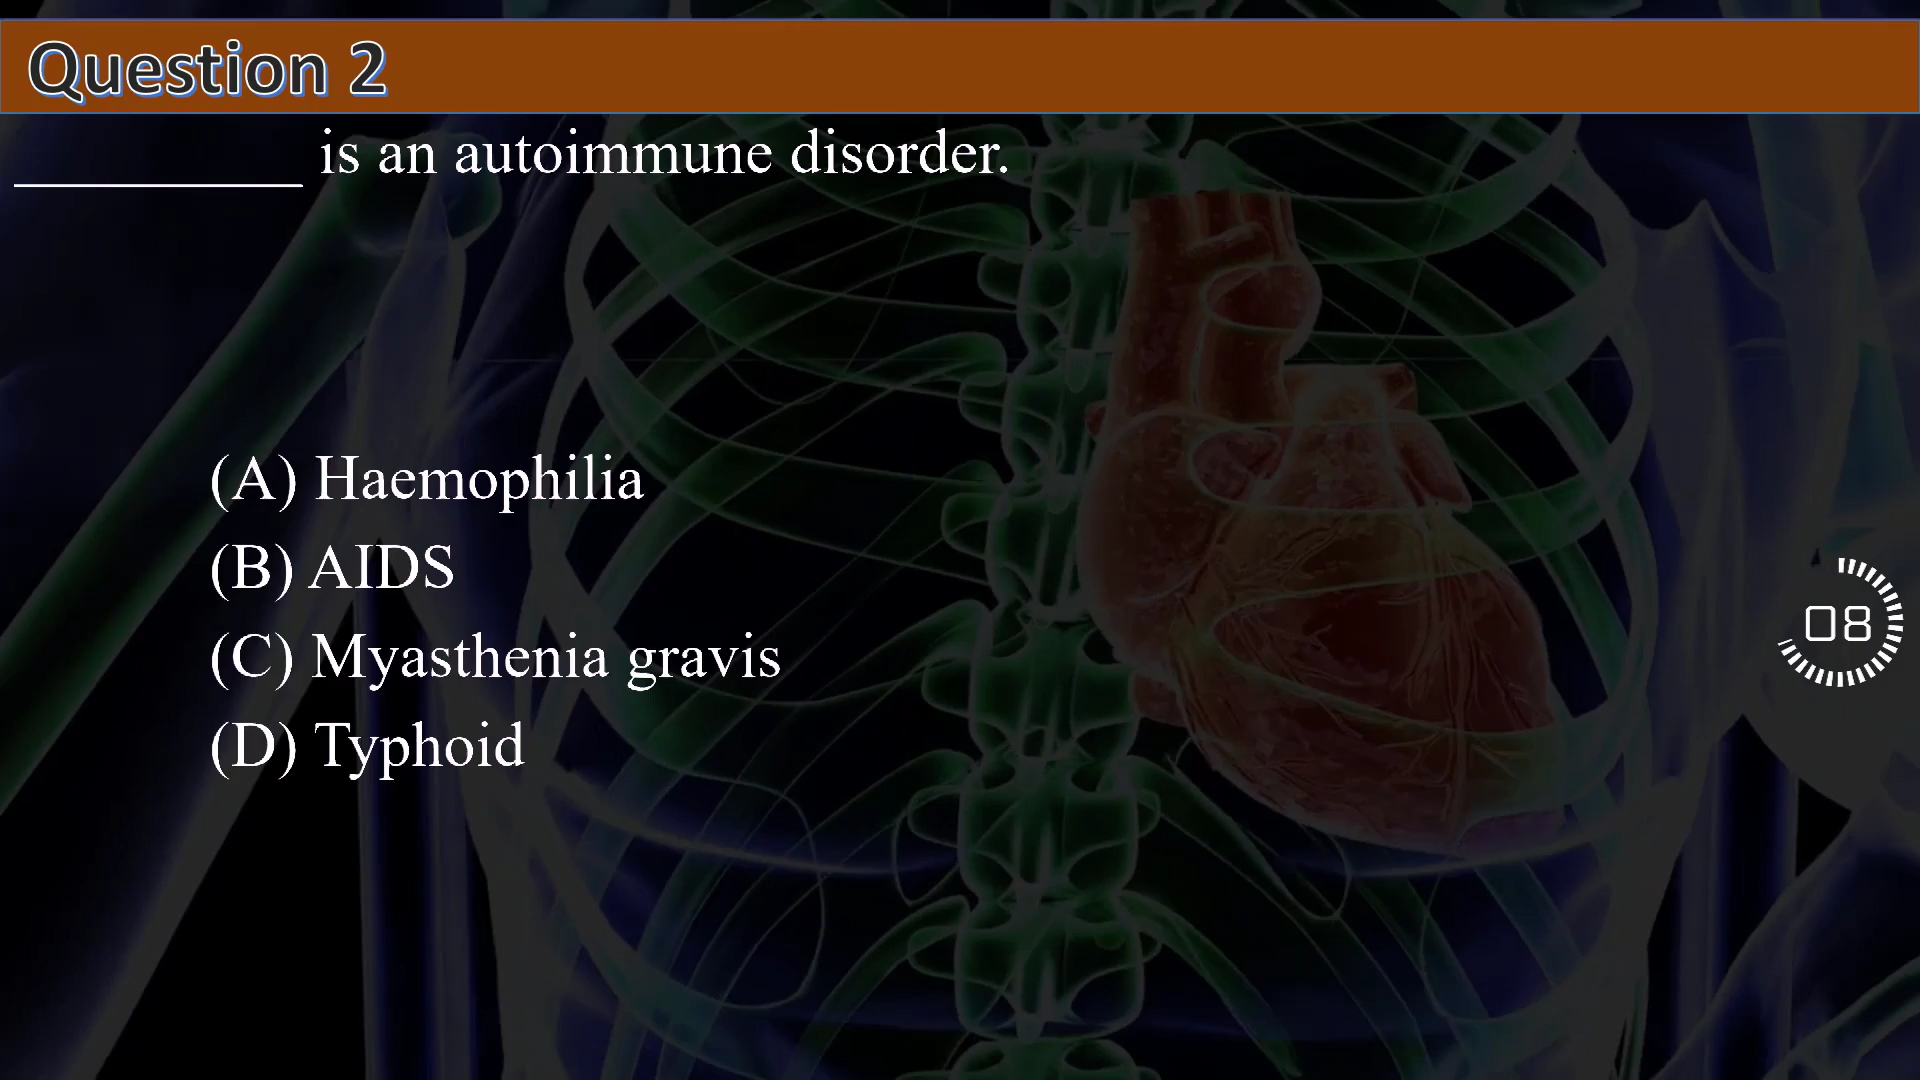 Question 2
__________ is an autoimmune disorder.
(A) Haemophilia
(B) AIDS
(C) Myasthenia gravis
08
(D) Typhoid